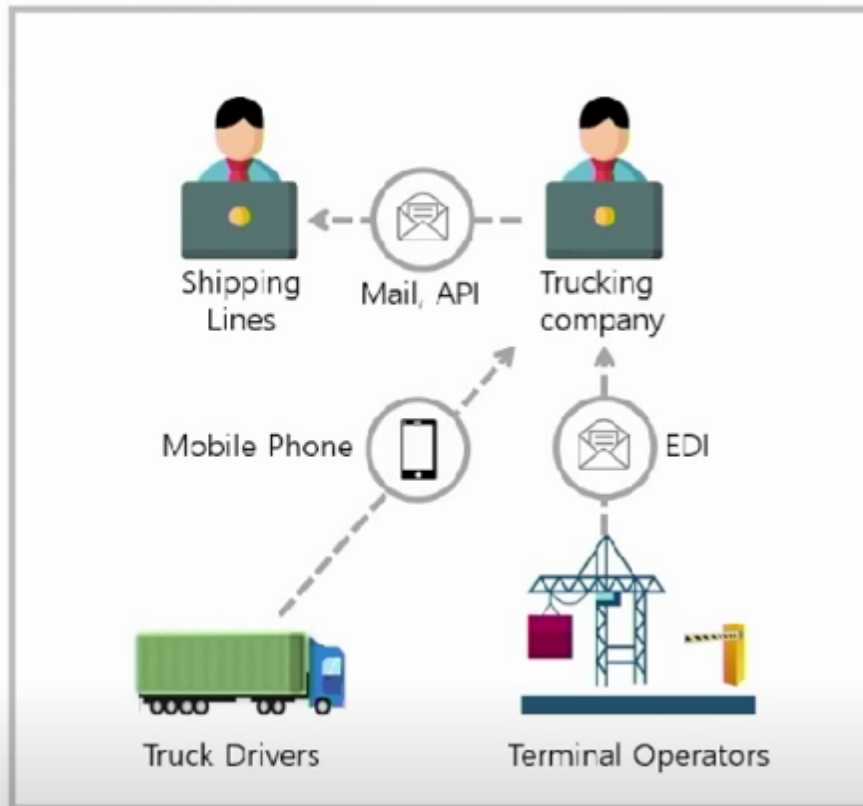 Shipping
Lines
Mail, API
Trucking
company
Mobile Phone
EDI
Truck Drivers
Terminal Operators